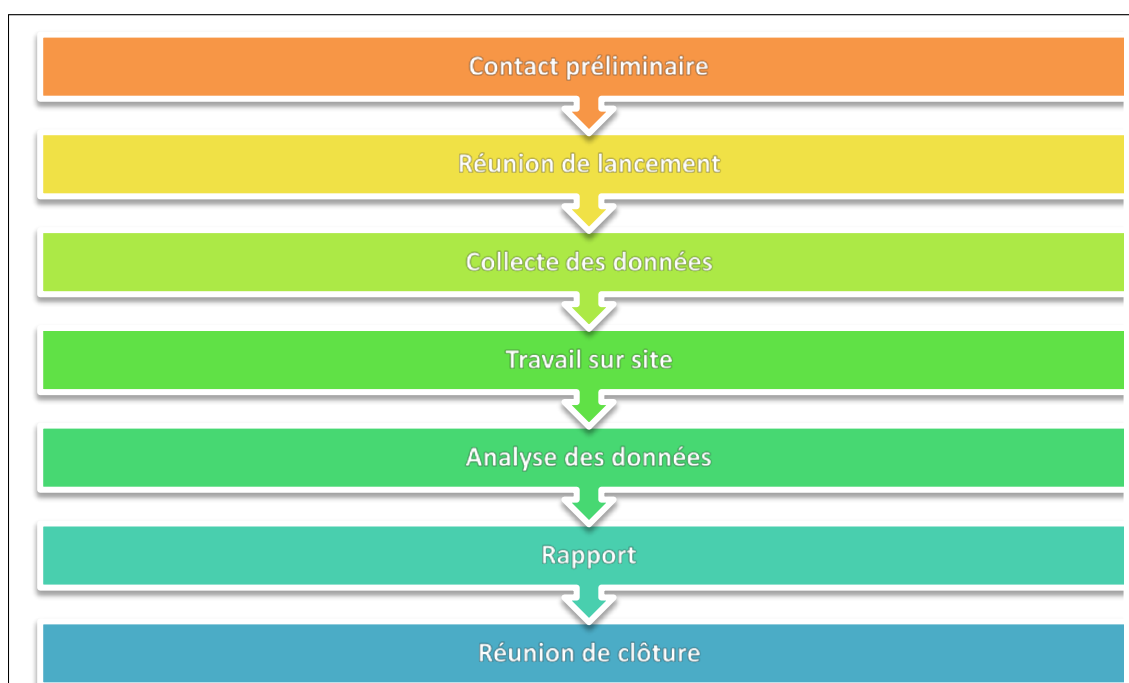 Contact préliminaire
Réunion de lancement
Collecte des données
Travail sur site
Analyse des données
Rapport
Réunion de clôture